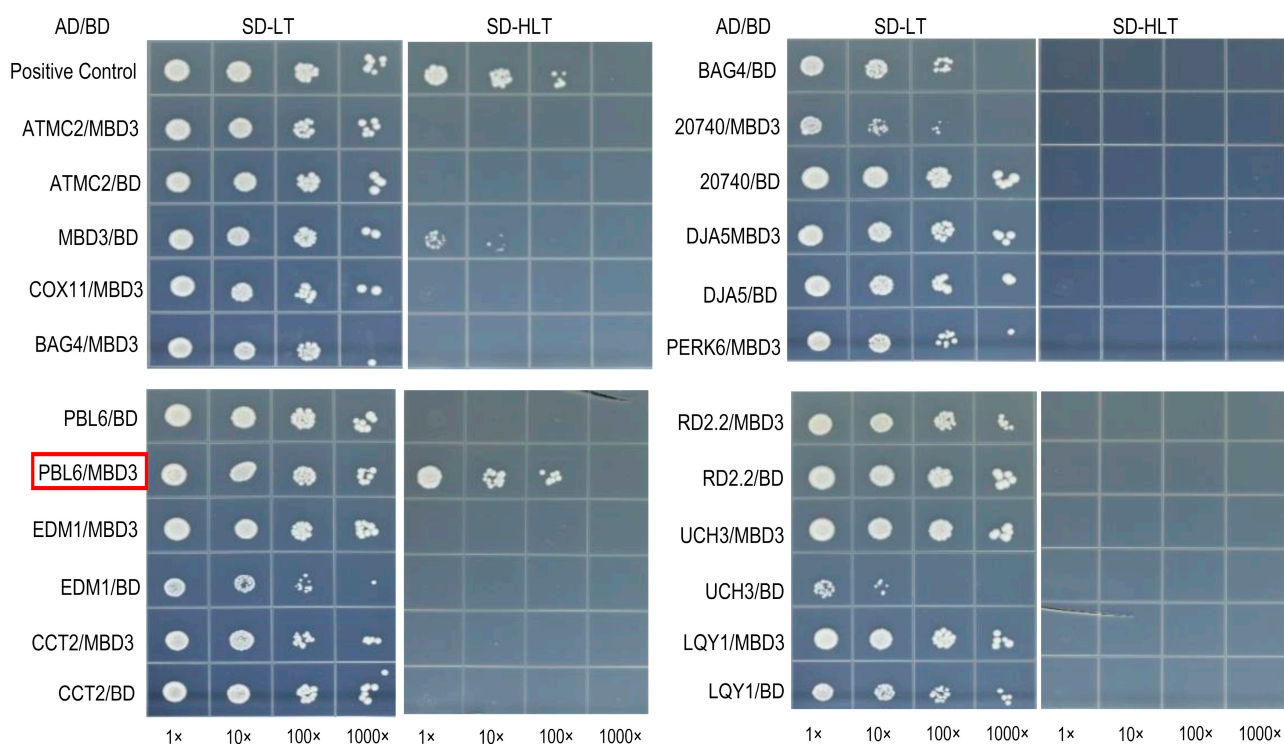 AD/BD SD-LT SD-HLT
Positive Control
ATMC2/MBD3
ATMC2/BD
MBD3/BD
COX11/MBD3
BAG4/MBD3
AD/BD SD-LT SD-HLT
BAG4/BD
20740/MBD3
20740/BD
DJA5MBD3
DJA5/BD
PERK6/MBD3
PBL6/BD
PBL6/MBD3
EDM1/MBD3
EDM1/BD
CCT2/MBD3
CCT2/BD
1× 10× 100× 1000× 1× 10× 100× 1000×
RD2.2/MBD3
RD2.2/BD
UCH3/MBD3
UCH3/BD
LQY1/MBD3
LQY1/BD
1× 10× 100× 1000× 1× 10× 100× 1000×